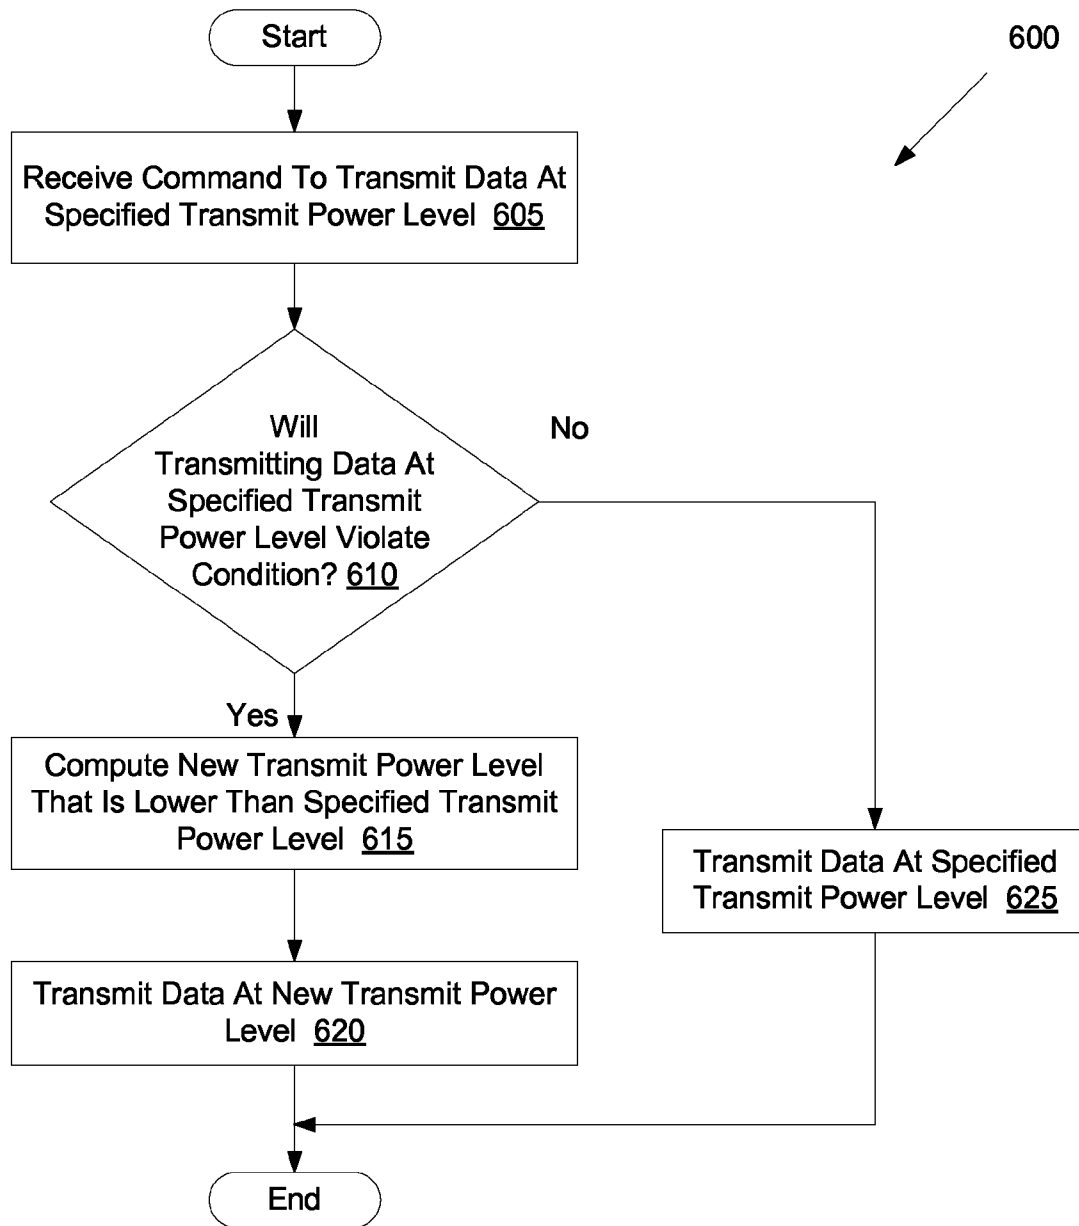 Start
600
Receive Command To Transmit Data At
Specified Transmit Power Level 605
Will
Transmitting Data At
Specified Transmit
Power Level Violate
Condition? 610
No
Yes
Compute New Transmit Power Level
That Is Lower Than Specified Transmit
Power Level 615
Transmit Data At Specified
Transmit Power Level 625
Transmit Data At New Transmit Power
Level 620
End